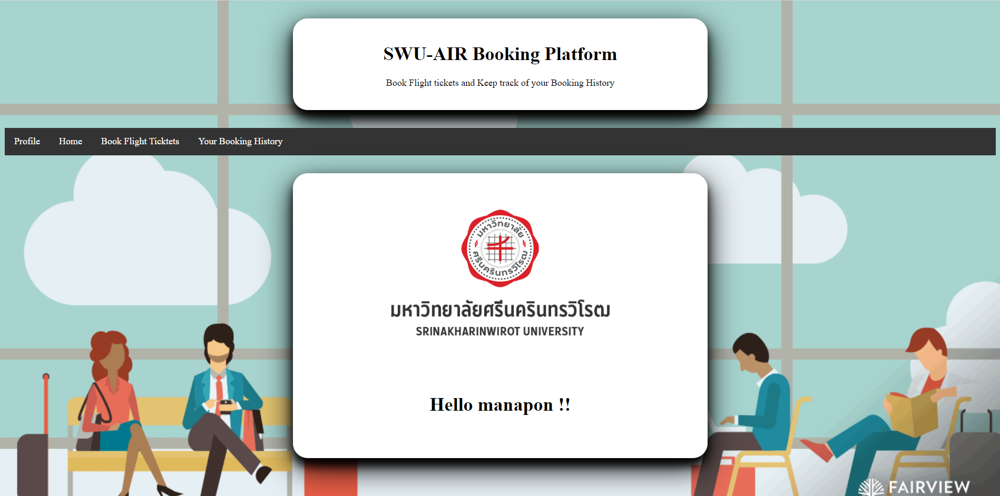 SWU-AIR Booking Platform
Book Flight tickets and Keep track of your Booking History
Profile Home Book Flight Ticktets Your Booking History
มหาวิทยาลัย
ศรีนครินทรวิโรฒ
มหาวิทยาลัยศรีนครินทรวิโรฒ
SRINAKHARINWIROT UNIVERSITY
Hello manapon !!
FAIRVIEW